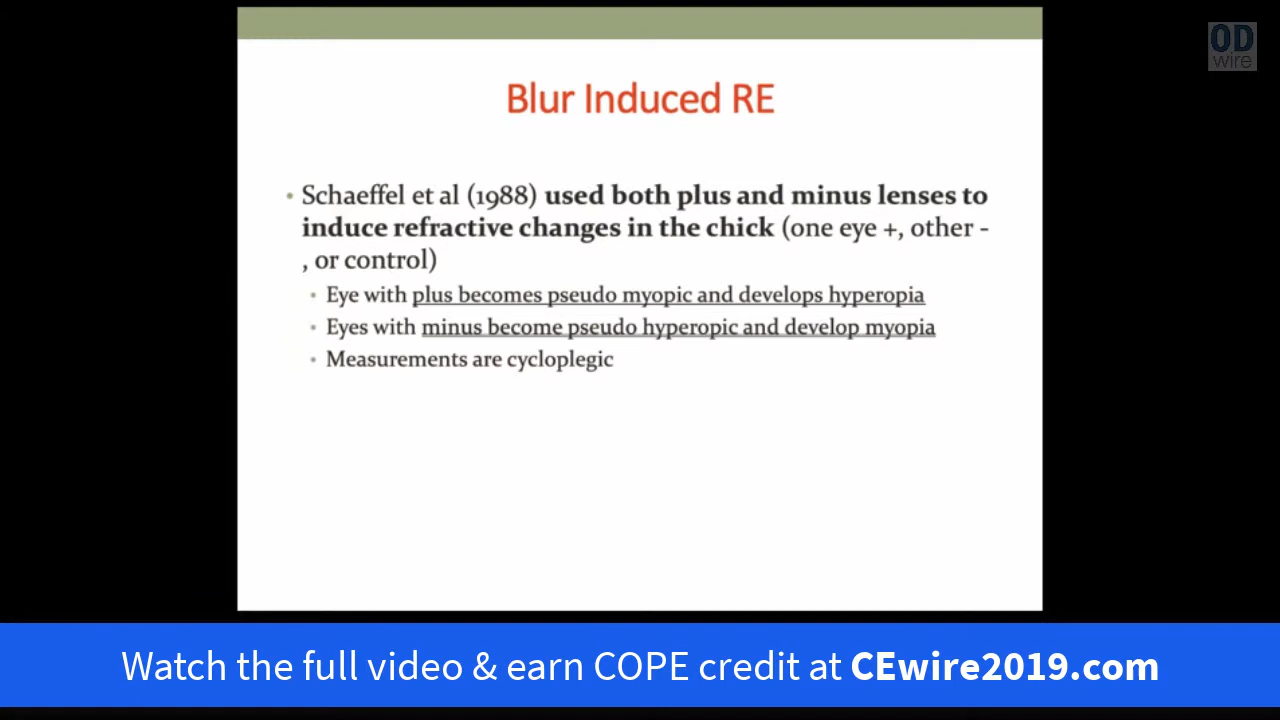 OD
wire
Blur Induced RE
• Schaeffel et al (1988) used both plus and minus lenses to
induce refractive changes in the chick (one eye +, other -
, or control)
• Eye with plus becomes pseudo myopic and develops hyperopia
• Eyes with minus become pseudo hyperopic and develop myopia
• Measurements are cycloplegic
Watch the full video & earn COPE credit at CEwire2019.com